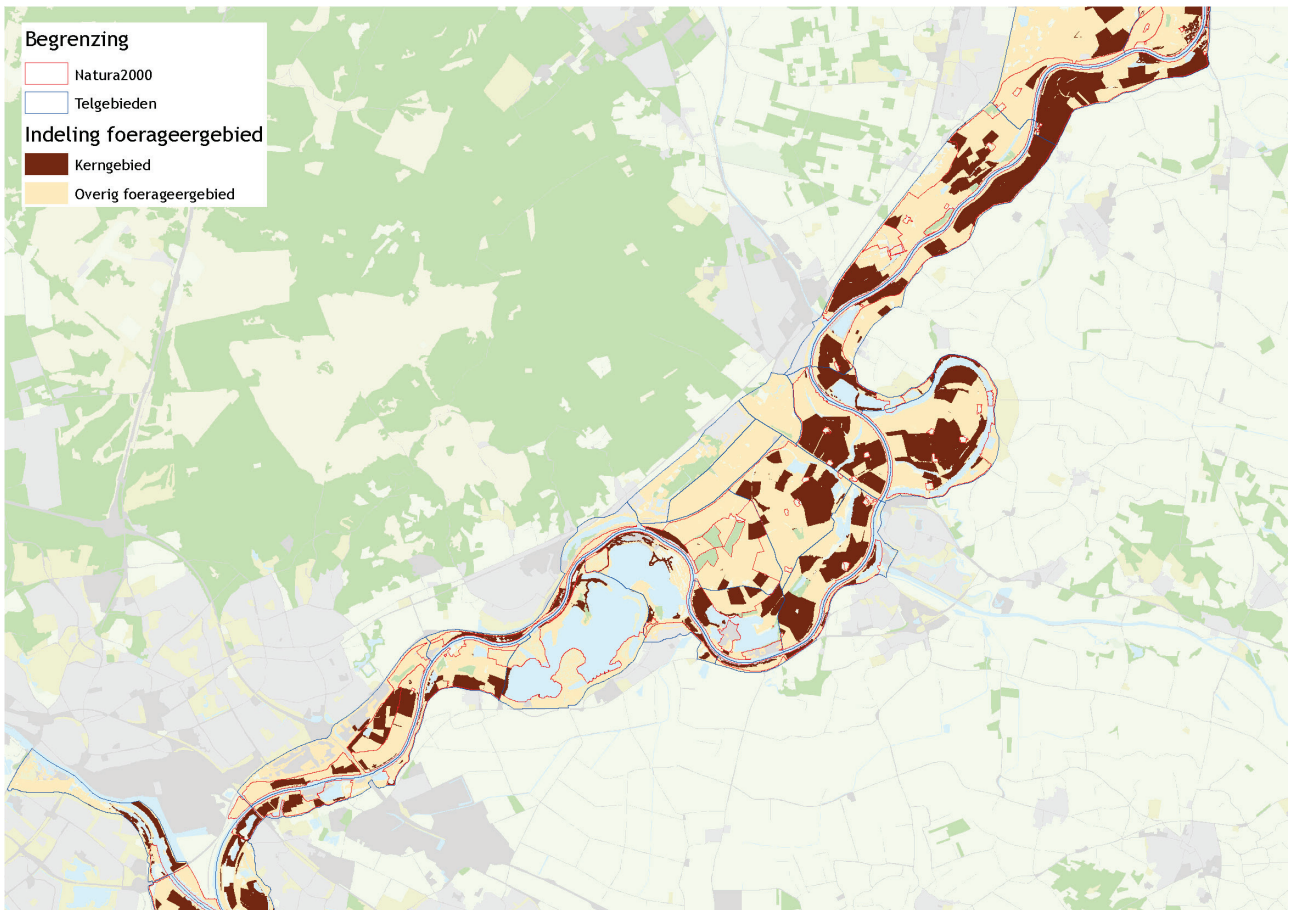 Begrenzing
Natura2000
Telgebieden
Indeling foerageergebied
Kerngebied
Overig foerageergebied